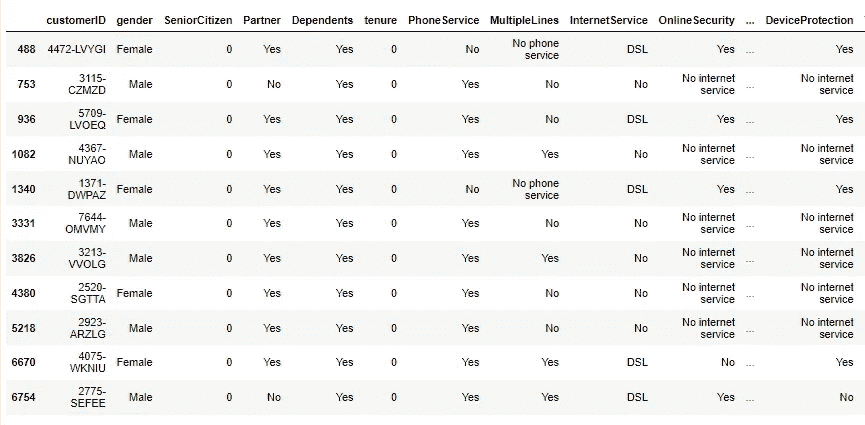 customerID gender SeniorCitizen Partner Dependents tenure PhoneService MultipleLines InternetService OnlineSecurity ... DeviceProtection
488 4472-LVYGI Female 0 Yes Yes 0 No No phone service DSL Yes ... Yes
753 3115-CZMZD Male 0 No Yes 0 Yes No No No internet service ... No internet service
936 5709-LVOEQ Female 0 Yes Yes 0 Yes No DSL Yes ... Yes
1082 4367-NUYAO Male 0 Yes Yes 0 Yes Yes No No internet service ... No internet service
1340 1371-DWPAZ Female 0 Yes Yes 0 No No phone service DSL Yes ... Yes
3331 7644-OMVMY Male 0 Yes Yes 0 Yes No No No internet service ... No internet service
3826 3213-VVOLG Male 0 Yes Yes 0 Yes Yes No No internet service ... No internet service
4380 2520-SGTTA Female 0 Yes Yes 0 Yes No No No internet service ... No internet service
5218 2923-ARZLG Male 0 Yes Yes 0 Yes No No No internet service ... No internet service
6670 4075-WKNIU Female 0 Yes Yes 0 Yes Yes DSL No ... Yes
6754 2775-SEFEE Male 0 No Yes 0 Yes Yes DSL Yes ... No